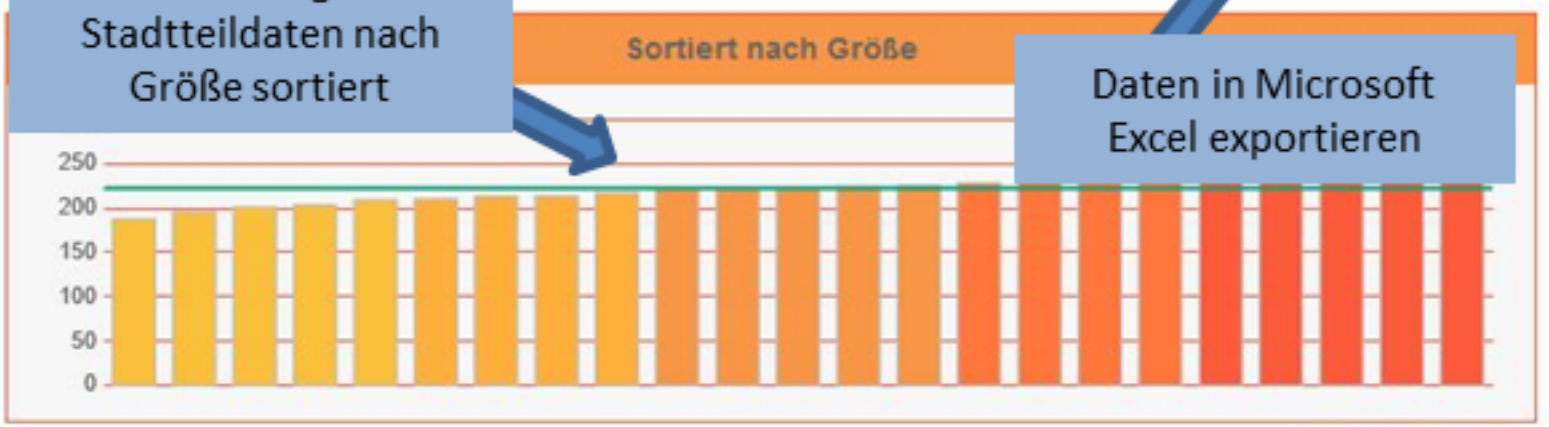 Stadtteildaten nach
Größe sortiert
Sortiert nach Größe
Daten in Microsoft
Excel exportieren
250
200
150
100
50
0